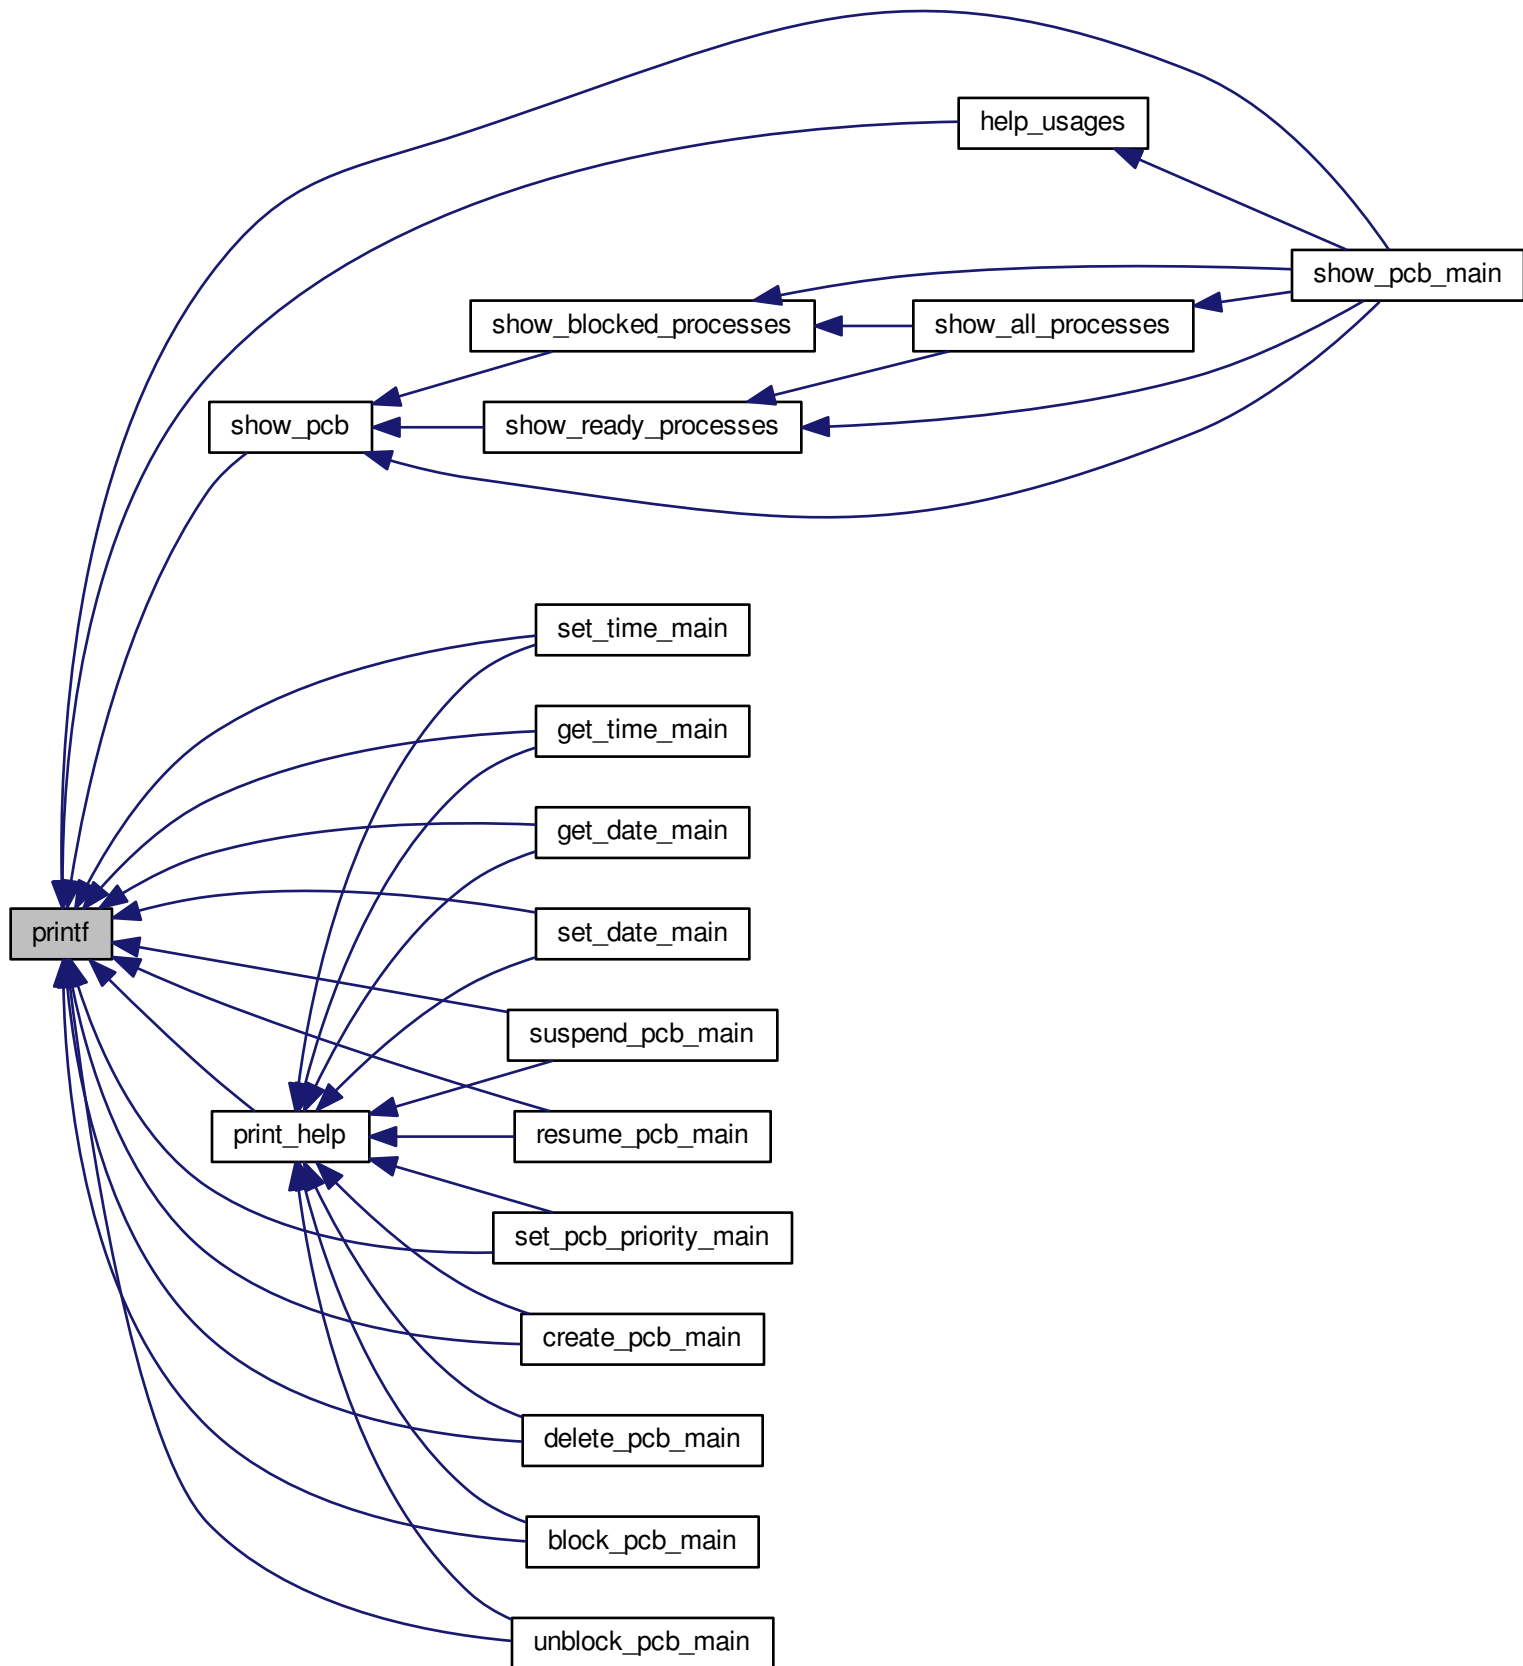 help_usages
show_pcb_main
show_blocked_processes
show_all_processes
show_pcb
show_ready_processes
set_time_main
get_time_main
get_date_main
printf
set_date_main
suspend_pcb_main
print_help
resume_pcb_main
set_pcb_priority_main
create_pcb_main
delete_pcb_main
block_pcb_main
unblock_pcb_main